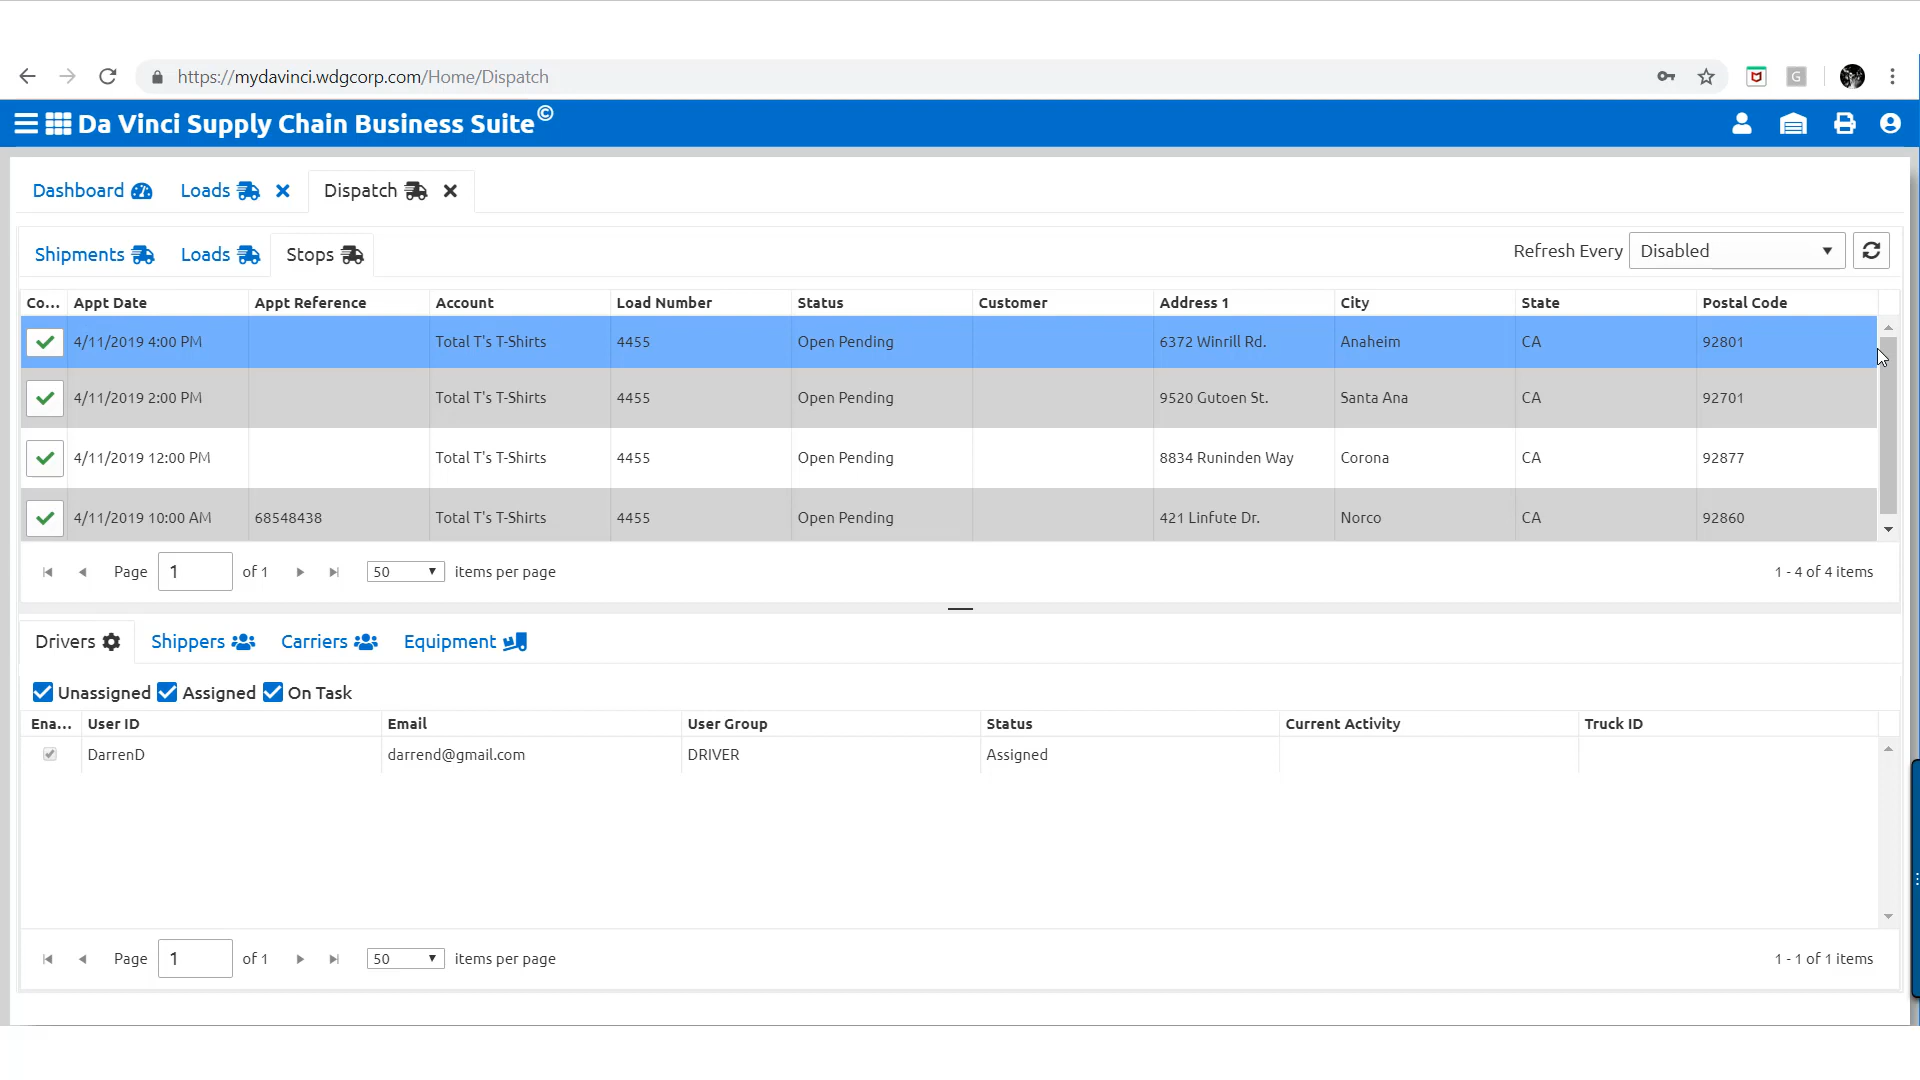 https://mydavinci.wdgcorp.com/Home/Dispatch
G
Da Vinci Supply Chain Business Suite©
Dashboard Loads Dispatch
Shipments Loads Stops Refresh Every Disabled
Co... Appt Date Appt Reference Account Load Number Status Customer Address 1 City State Postal Code
4/11/2019 4:00 PM Total T's T-Shirts 4455 Open Pending 6372 Winrill Rd. Anaheim CA 92801
4/11/2019 2:00 PM Total T's T-Shirts 4455 Open Pending 9520 Gutoen St. Santa Ana CA 92701
4/11/2019 12:00 PM Total T's T-Shirts 4455 Open Pending 8834 Runinden Way Corona CA 92877
4/11/2019 10:00 AM 68548438 Total T's T-Shirts 4455 Open Pending 421 Linfute Dr. Norco CA 92860
Page 1 of 1 50 items per page 1 - 4 of 4 items
Drivers Shippers Carriers Equipment
Unassigned Assigned On Task
Ena... User ID Email User Group Status Current Activity Truck ID
DarrenD darrend@gmail.com DRIVER Assigned
Page 1 of 1 50 items per page 1 - 1 of 1 items